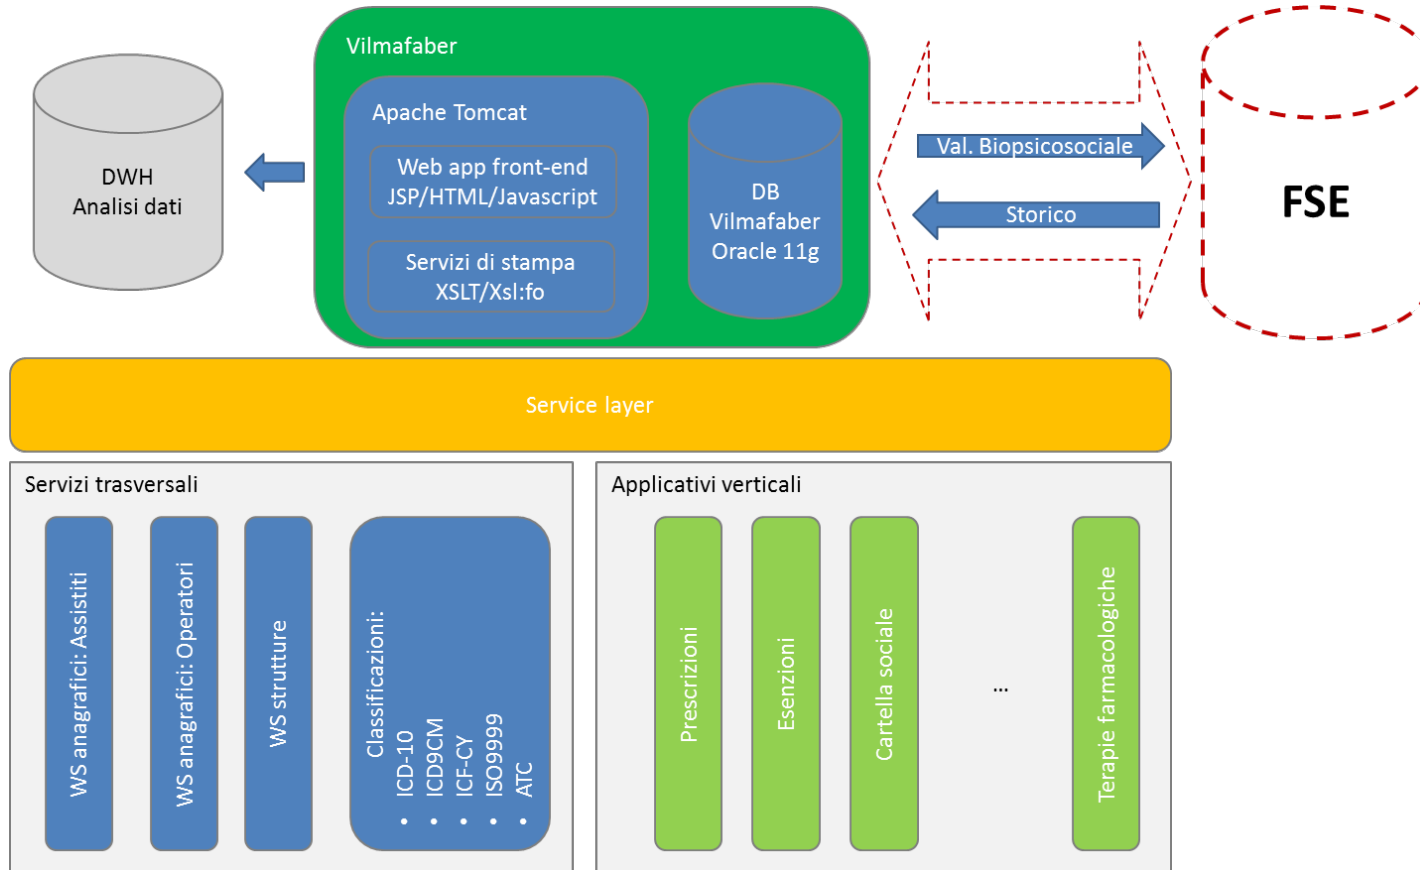 Vilmafaber
Apache Tomcat
Web app front-end
JSP/HTML/Javascript
Servizi di stampa
XSLT/Xsl:fo
DB
Vilmafaber
Oracle 11g
DWH
Analisi dati
Val. Biopsicosociale
Storico
FSE
Service layer
Servizi trasversali
WS anagrafici: Assistiti
WS anagrafici: Operatori
WS strutture
Classificazioni:
• ICD-10
• ICD9CM
• ICF-CY
• ISO9999
• ATC
Applicativi verticali
Prescrizioni
Esenzioni
Cartella sociale
...
Terapie farmacologiche